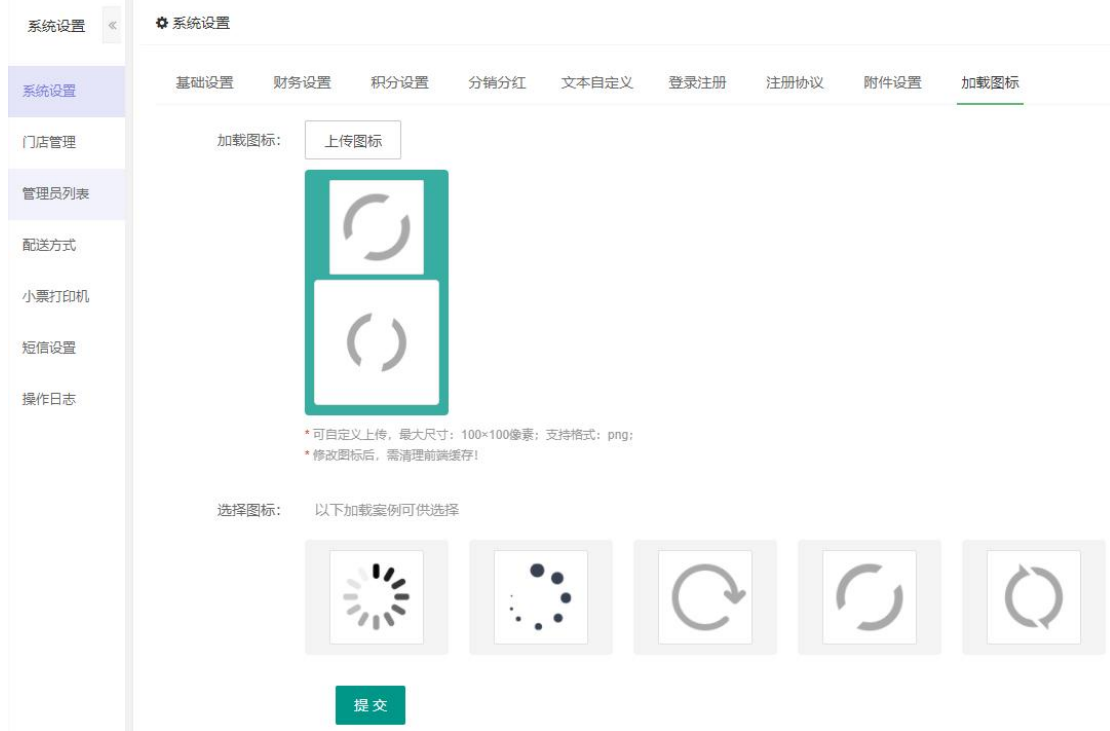 系统设置 «
系统设置
系统设置
门店管理
管理员列表
配送方式
小票打印机
短信设置
操作日志
基础设置 财务设置 积分设置 分销分红 文本自定义 登录注册 注册协议 附件设置 加载图标
加载图标: 上传图标
*可自定义上传，最大尺寸: 100×100像素; 支持格式: png;
*修改图标后，需清理前端缓存!
选择图标: 以下加载案例可供选择
提交